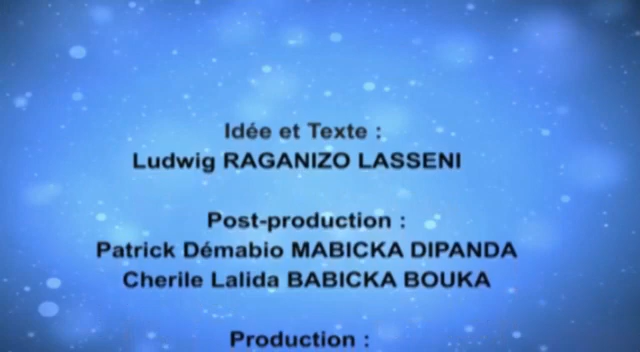 Idée et Texte :
Ludwig RAGANIZO LASSENI
Post-production :
Patrick Démabio MABICKA DIPANDA
Cherile Lalida BABICKA BOUKA
Production :